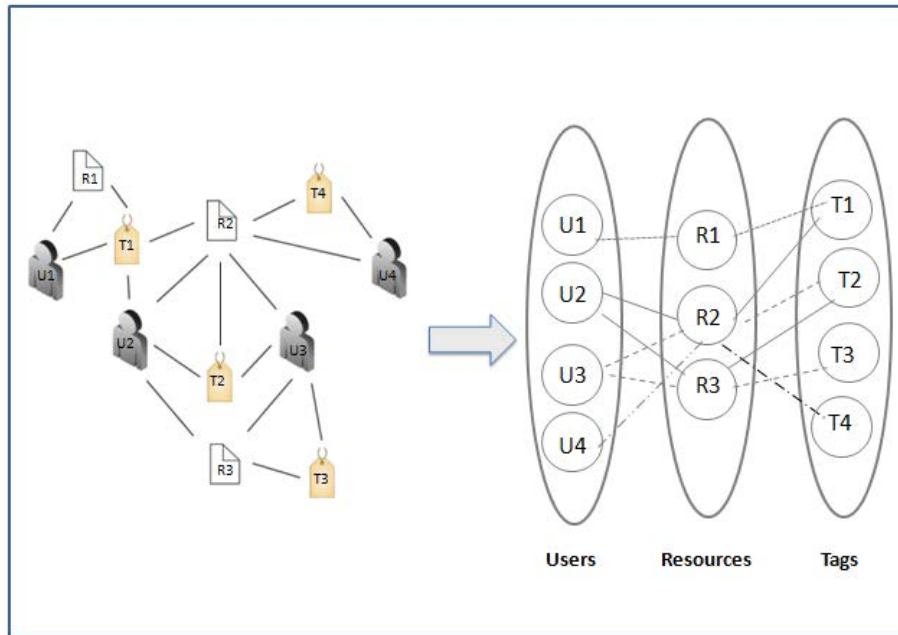 R1
T4
R2
T1
U1
U4
U2
U3
T2
R3
T3
U1
U2
U3
U4
R1
R2
R3
T1
T2
T3
T4
Users
Resources
Tags